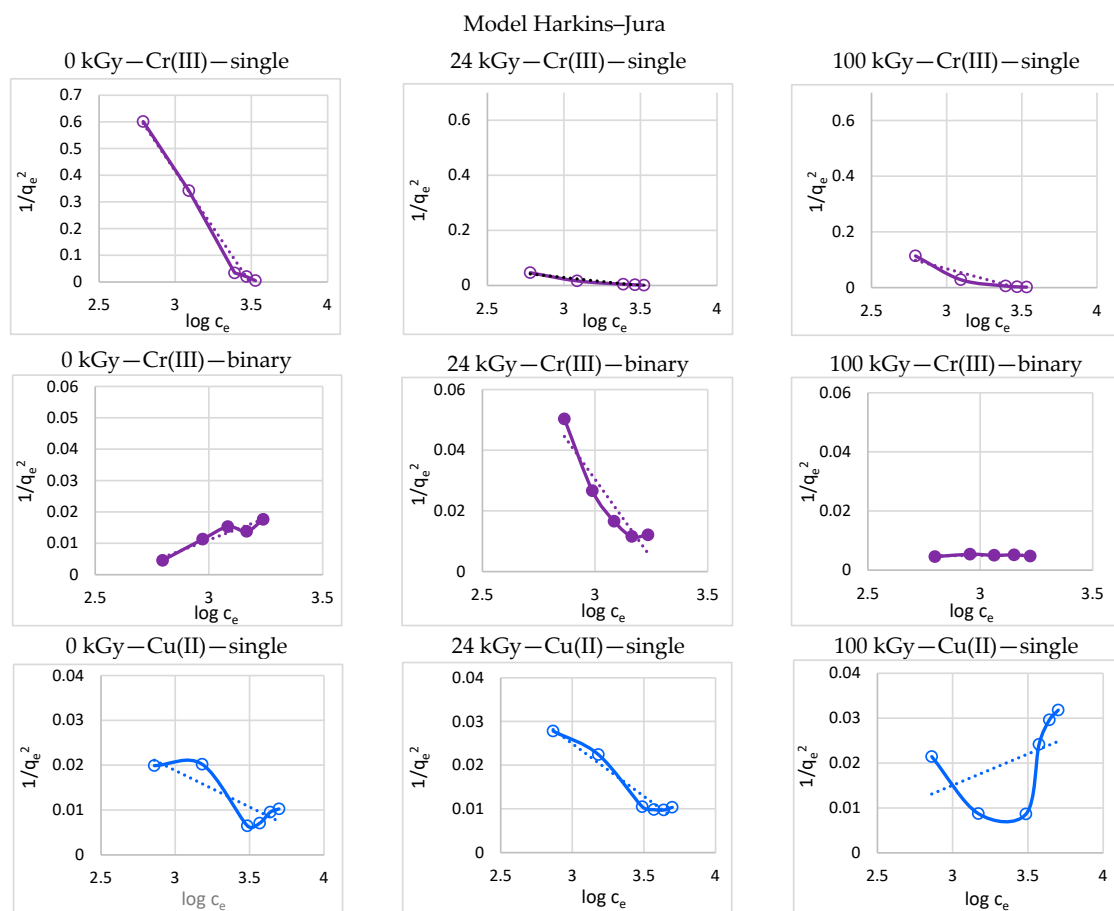 Model Harkins–Jura
0 kGy—Cr(III)—single
24 kGy—Cr(III)—single
100 kGy—Cr(III)—single
0.7
0.6
0.5
0.4
0.3
0.2
0.1
0
1/qe2
2.5 3 3.5 4
log ce
0.6
0.4
0.2
0
1/qe2
2.5 3 3.5 4
log ce
0.6
0.4
0.2
0
1/qe2
2.5 3 3.5 4
log ce
0 kGy—Cr(III)—binary
24 kGy—Cr(III)—binary
100 kGy—Cr(III)—binary
0.06
0.05
0.04
0.03
0.02
0.01
0
1/qe2
2.5 3 3.5
log ce
0.06
0.04
0.02
0
1/qe2
2.5 3 3.5
log ce
0.06
0.04
0.02
0
1/qe2
2.5 3 3.5
log ce
0 kGy—Cu(II)—single
24 kGy—Cu(II)—single
100 kGy—Cu(II)—single
0.04
0.03
0.02
0.01
0
1/qe2
2.5 3 3.5 4
log ce
0.04
0.03
0.02
0.01
0
1/qe2
2.5 3 3.5 4
log ce
0.04
0.03
0.02
0.01
0
1/qe2
2.5 3 3.5 4
log ce